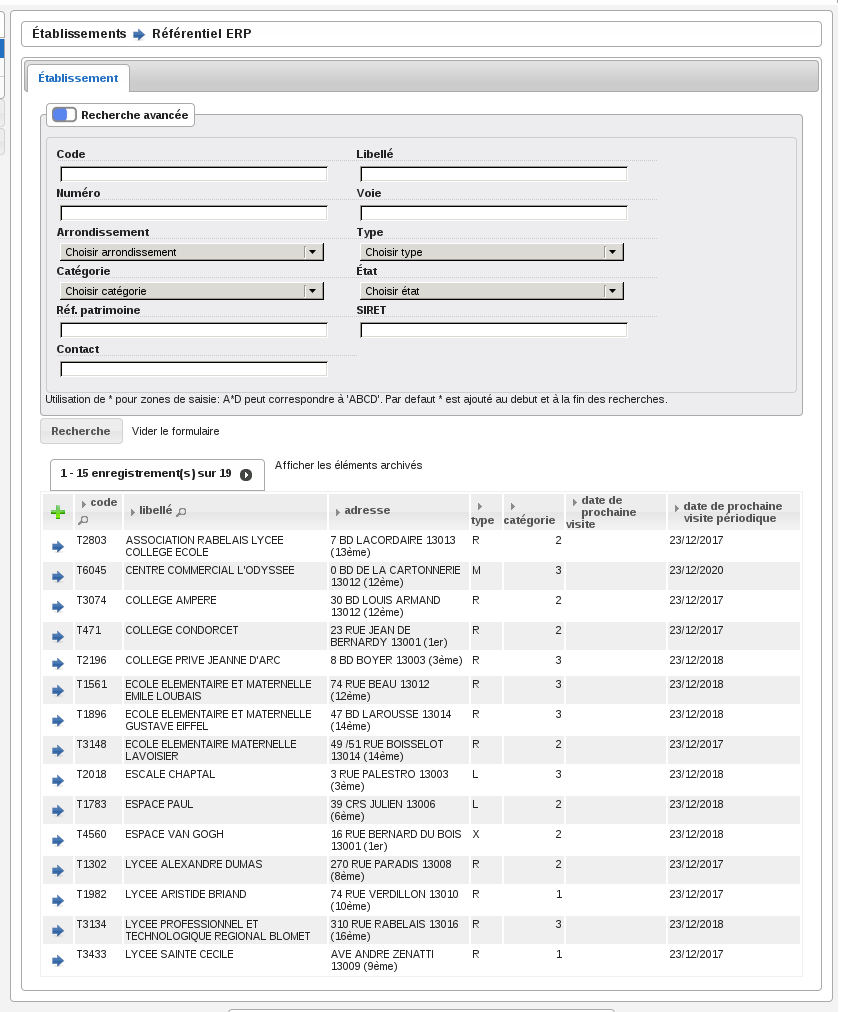 Établissements Référentiel ERP
Établissement
Recherche avancée
Code Libellé
Numéro Voie
Arrondissement Type
Choisir arrondissement Choisir type
Catégorie État
Choisir catégorie Choisir état
Réf. patrimoine SIRET
Contact
Utilisation de * pour zones de saisie: A*D peut correspondre à 'ABCD'. Par defaut * est ajouté au debut et à la fin des recherches.
Recherche Vider le formulaire
1 - 15 enregistrement(s) sur 19 Afficher les éléments archivés
code libellé adresse type catégorie date de prochaine visite date de prochaine visite périodique
T2803 ASSOCIATION RABELAIS LYCEE 7 BD LACORDAIRE 13013 R 2 23/12/2017
COLLEGE ECOLE (13ème)
T6045 CENTRE COMMERCIAL L'ODYSSEE 0 BD DE LA CARTONNERIE M 3 23/12/2020
13012 (12ème)
T3074 COLLEGE AMPERE 30 BD LOUIS ARMAND R 2 23/12/2017
13012 (12ème)
T471 COLLEGE CONDORCET 23 RUE JEAN DE R 2 23/12/2017
BERNARDY 13001 (1er)
T2196 COLLEGE PRIVE JEANNE D'ARC 8 BD BOYER 13003 (3ème) R 3 23/12/2018
T1561 ECOLE ELEMENTAIRE ET MATERNELLE 74 RUE BEAU 13012 R 3 23/12/2018
EMILE LOUBAIS (12ème)
T1896 ECOLE ELEMENTAIRE ET MATERNELLE 47 BD LAROUSSE 13014 R 3 23/12/2018
GUSTAVE EIFFEL (14ème)
T3148 ECOLE ELEMENTAIRE MATERNELLE 49 /51 RUE BOISSELOT R 2 23/12/2017
LAVOISIER 13014 (14ème)
T2018 ESCALE CHAPTAL 3 RUE PALESTRO 13003 L 3 23/12/2018
(3ème)
T1783 ESPACE PAUL 39 CRS JULIEN 13006 L 2 23/12/2018
(6ème)
T4560 ESPACE VAN GOGH 16 RUE BERNARD DU BOIS X 2 23/12/2018
13001 (1er)
T1302 LYCEE ALEXANDRE DUMAS 270 RUE PARADIS 13008 R 2 23/12/2017
(8ème)
T1982 LYCEE ARISTIDE BRIAND 74 RUE VERDILLON 13010 R 1 23/12/2017
(10ème)
T3134 LYCEE PROFESSIONNEL ET 310 RUE RABELAIS 13016 R 3 23/12/2018
TECHNOLOGIQUE REGIONAL BLOMET (16ème)
T3433 LYCEE SAINTE CECILE AVE ANDRE ZENATTI R 1 23/12/2017
13009 (9ème)